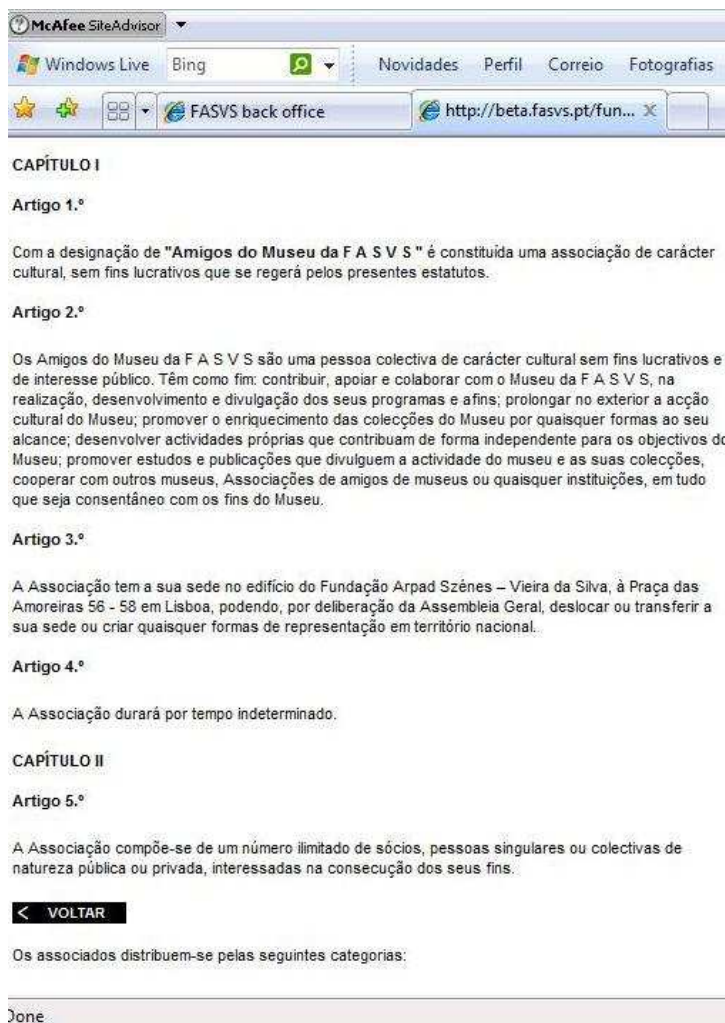 McAfee SiteAdvisor
Windows Live Bing Novidades Perfil Correio Fotografias
FASVS back office http://beta.fasvs.pt/fun...
CAPÍTULO I
Artigo 1.º
Com a designação de "Amigos do Museu da F A S V S " é constituída uma associação de carácter
cultural, sem fins lucrativos que se regerá pelos presentes estatutos.
Artigo 2.º
Os Amigos do Museu da F A S V S são uma pessoa colectiva de carácter cultural sem fins lucrativos e
de interesse público. Têm como fim: contribuir, apoiar e colaborar com o Museu da F A S V S, na
realização, desenvolvimento e divulgação dos seus programas e afins; prolongar no exterior a acção
cultural do Museu; promover o enriquecimento das colecções do Museu por quaisquer formas ao seu
alcance; desenvolver actividades próprias que contribuam de forma independente para os objectivos do
Museu; promover estudos e publicações que divulguem a actividade do museu e as suas colecções,
cooperar com outros museus, Associações de amigos de museus ou quaisquer instituições, em tudo
que seja consentâneo com os fins do Museu.
Artigo 3.º
A Associação tem a sua sede no edifício do Fundação Arpad Szénes – Vieira da Silva, à Praça das
Amoreiras 56 - 58 em Lisboa, podendo, por deliberação da Assembleia Geral, deslocar ou transferir a
sua sede ou criar quaisquer formas de representação em território nacional.
Artigo 4.º
A Associação durará por tempo indeterminado.
CAPÍTULO II
Artigo 5.º
A Associação compõe-se de um número ilimitado de sócios, pessoas singulares ou colectivas de
natureza pública ou privada, interessadas na consecução dos seus fins.
< VOLTAR
Os associados distribuem-se pelas seguintes categorias:
Done